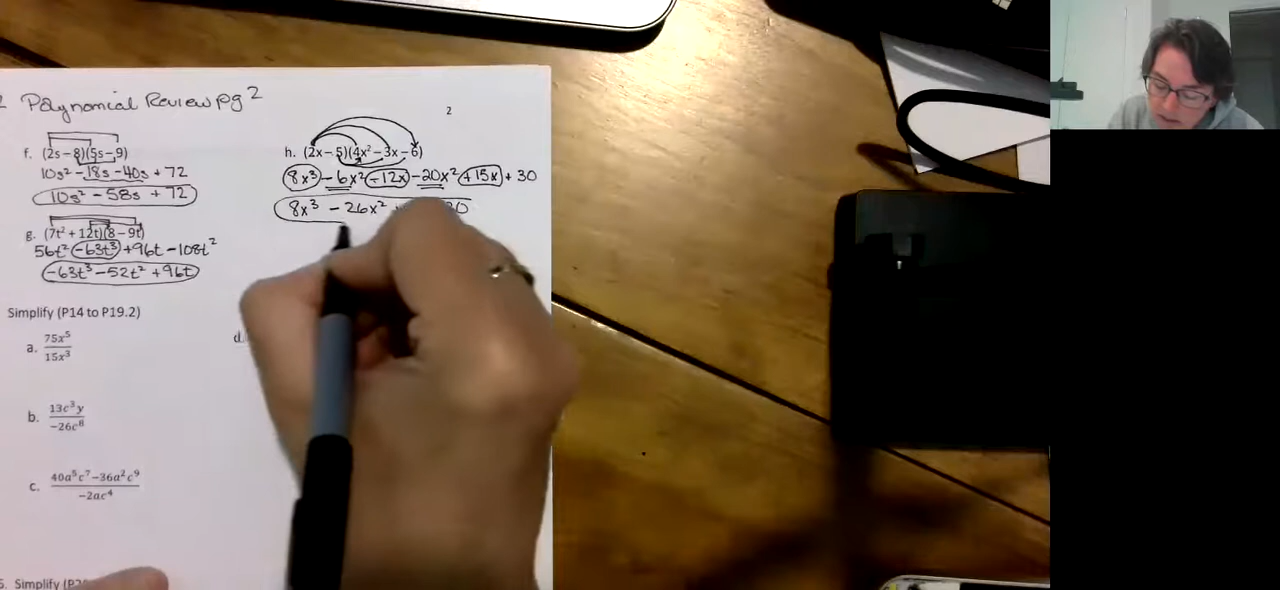 Polynomial Review pg 2
2
f. (2s – 8)(5s – 9)
10s² - 18s - 40s + 72
10s² - 58s + 72
g. (7t² + 12t)(8 – 9t)
56t² - 63t³ + 96t - 108t²
-63t³ - 52t² + 96t
h. (2x – 5)(4x² – 3x – 6)
8x³ - 6x² - 12x - 20x² + 15x + 30
8x³ - 26x²
Simplify (P14 to P19.2)
a. 75x⁵
15x³
b. 13c³y
-26c⁸
c. 40a⁵c⁷-36a²c⁹
-2ac⁴
d.
Simplify